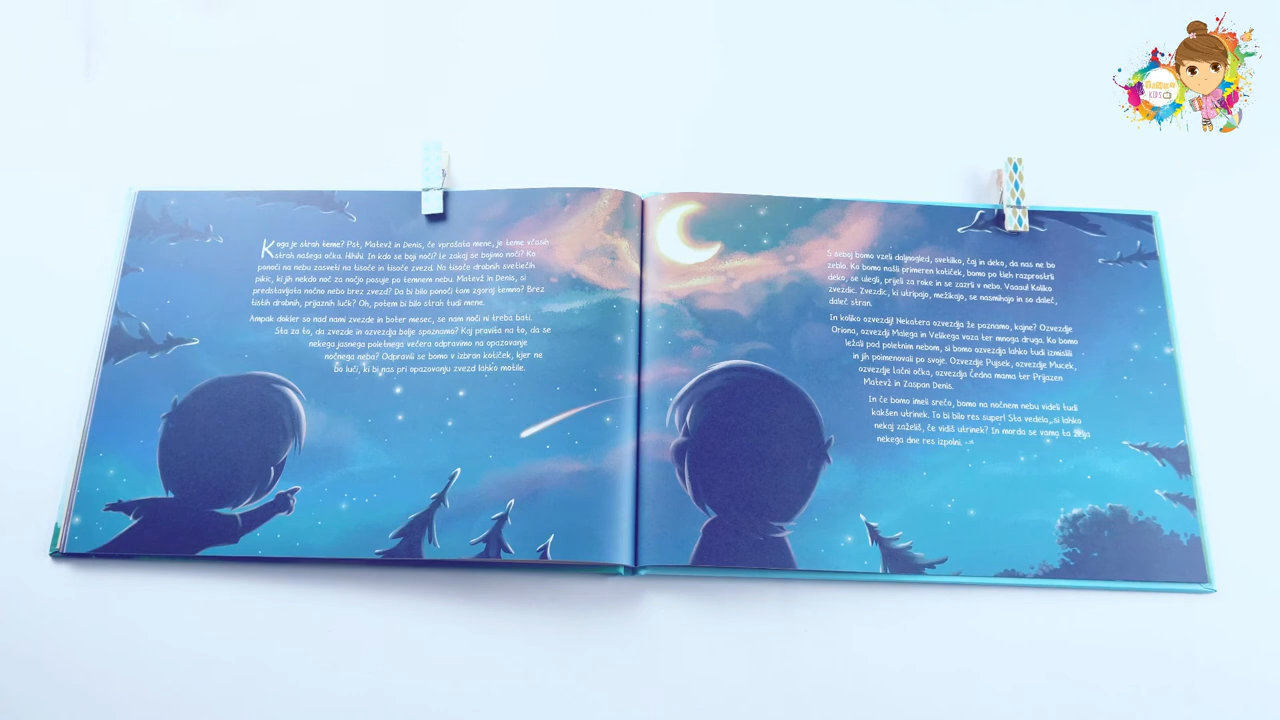 Koga je strah teme? Pst, Matevž in Denis, če vprašata mene, je teme včasih
strah našega očka. Hihihi. In kdo se boji noči? Le zakaj se bojimo noči? Ko
ponoči na nebu zasveti na tisoče in tisoče zvezd. Na tisoče drobnih svetlečih
pikic, ki jih nekdo noč za nočjo posuje po temnem nebu. Matevž in Denis, si
predstavljata nočno nebo brez zvezd? Da bi bilo ponoči tam zgoraj temno? Brez
tistih drobnih, prijaznih lučk? Oh, potem bi bilo strah tudi mene.
Ampak dokler so nad nami zvezde in boter mesec, se nam noči ni treba bati.
Sta za to, da zvezde in ozvezdja bolje spoznamo? Kaj pravita na to, da se
nekega jasnega poletnega večera odpravimo na opazovanje
nočnega neba? Odpravili se bomo v izbran kotiček, kjer ne
bo luči, ki bi nas pri opazovanju zvezd lahko motile.
S seboj bomo vzeli daljnogled, svetilko, čaj in deko, da nas ne bo
zeblo. Ko bomo našli primeren kotiček, bomo po tleh razprostrli
deko, se ulegli, prijeli za roke in se zazrli v nebo. Vaaau! Koliko
zvezdic. Zvezdic, ki utripajo, mežikajo, se nasmihajo in so daleč,
daleč stran.
In koliko ozvezdij! Nekatera ozvezdja že poznamo, kajne? Ozvezdje
Oriona, ozvezdji Malega in Velikega voza ter mnoga druga. Ko bomo
ležali pod poletnim nebom, si bomo ozvezdja lahko tudi izmislili
in jih poimenovali po svoje. Ozvezdje Pujsek, ozvezdje Mucek,
ozvezdje Lačni očka, ozvezdja Čedna mama ter Prijazen
Matevž in Zaspan Denis.
In če bomo imeli srečo, bomo na nočnem nebu videli tudi
kakšen utrinek. To bi bilo res super! Sta vedela, si lahko
nekaj zaželiš, če vidiš utrinek? In morda se vama ta želja
nekega dne res izpolni.
KIDS